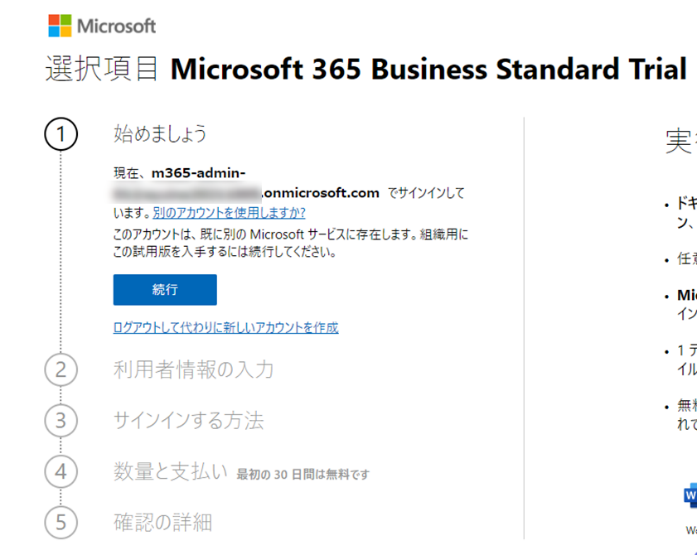 Microsoft
選択項目 Microsoft 365 Business Standard Trial
1 始めましょう
現在、 m365-admin-
.onmicrosoft.com でサインインして
います。別のアカウントを使用しますか?
このアカウントは、既に別の Microsoft サービスに存在します。組織用に
この試用版を入手するには続行してください。
続行
ログアウトして代わりに新しいアカウントを作成
2 利用者情報の入力
3 サインインする方法
4 数量と支払い 最初の 30 日間は無料です
5 確認の詳細
• ドキ
ン、
• 任意
• Mic
イン
• 1 デ
イル
• 無料
れて
W